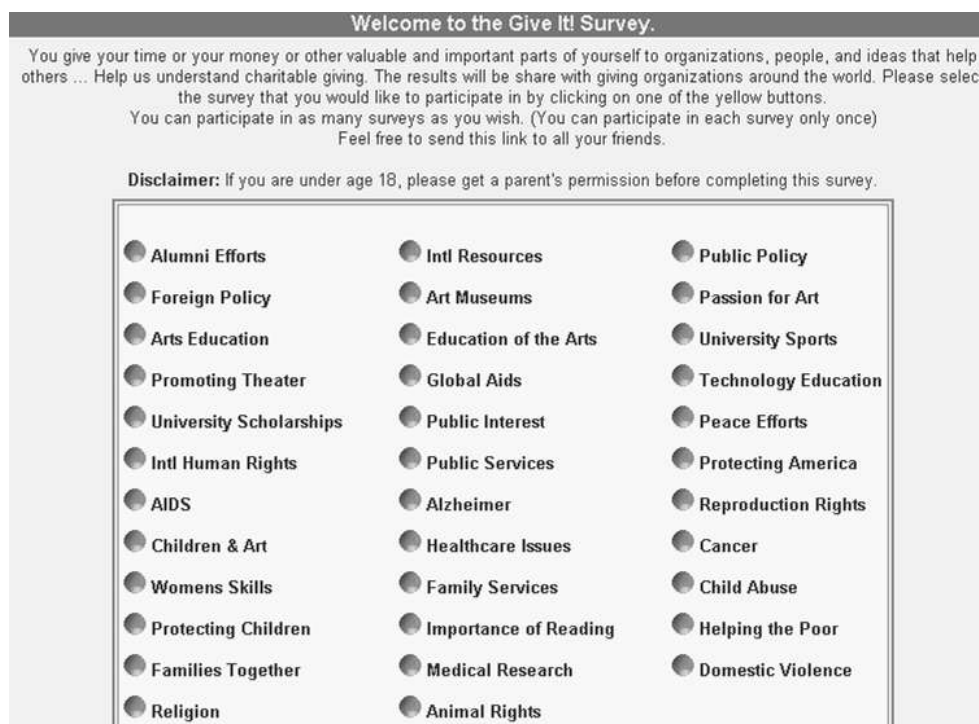 Welcome to the Give It! Survey.
You give your time or your money or other valuable and important parts of yourself to organizations, people, and ideas that help
others ... Help us understand charitable giving. The results will be share with giving organizations around the world. Please selec
the survey that you would like to participate in by clicking on one of the yellow buttons.
You can participate in as many surveys as you wish. (You can participate in each survey only once)
Feel free to send this link to all your friends.
Disclaimer: If you are under age 18, please get a parent's permission before completing this survey.
Alumni Efforts Intl Resources Public Policy
Foreign Policy Art Museums Passion for Art
Arts Education Education of the Arts University Sports
Promoting Theater Global Aids Technology Education
University Scholarships Public Interest Peace Efforts
Intl Human Rights Public Services Protecting America
AIDS Alzheimer Reproduction Rights
Children & Art Healthcare Issues Cancer
Womens Skills Family Services Child Abuse
Protecting Children Importance of Reading Helping the Poor
Families Together Medical Research Domestic Violence
Religion Animal Rights